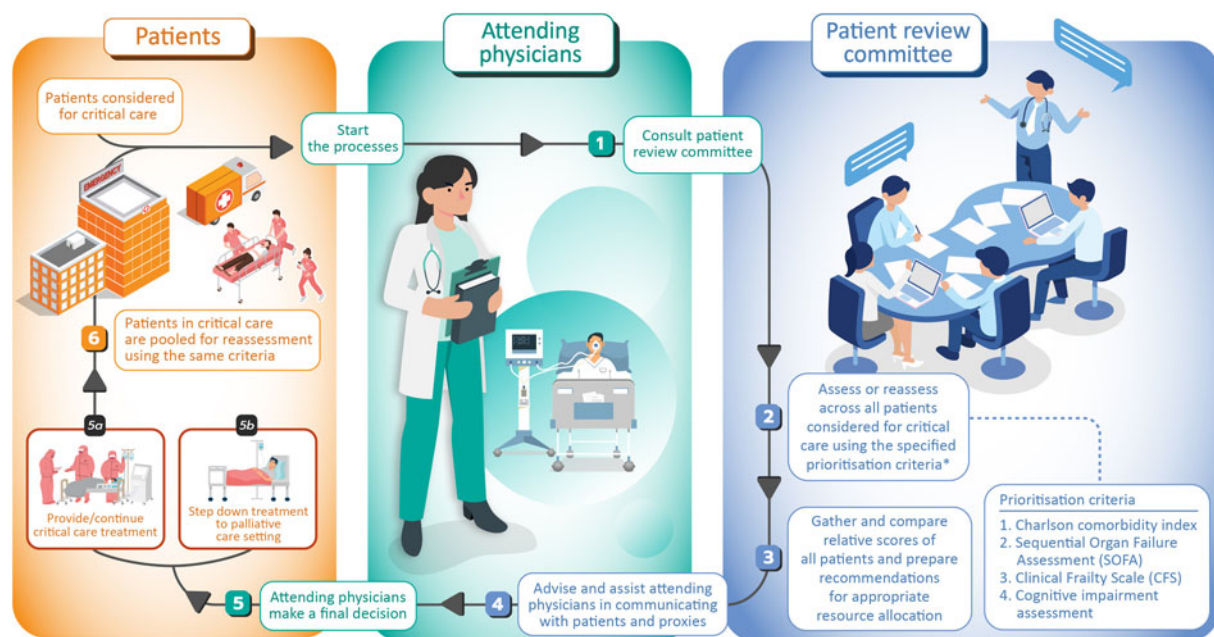 Patients
Attending
physicians
Patient review
committee
Patients considered
for critical care
Start
the processes
1
Consult patient
review committee
EMERGENCY
6
Patients in critical care
are pooled for reassessment
using the same criteria
2
Assess or reassess
across all patients
considered for critical
care using the specified
prioritisation criteria*
5a
Provide/continue
critical care treatment
5b
Step down treatment
to palliative
care setting
3
Gather and compare
relative scores of
all patients and prepare
recommendations
for appropriate
resource allocation
Prioritisation criteria
1. Charlson comorbidity index
2. Sequential Organ Failure
Assessment (SOFA)
3. Clinical Frailty Scale (CFS)
4. Cognitive impairment
assessment
5
Attending physicians
make a final decision
4
Advise and assist attending
physicians in communicating
with patients and proxies